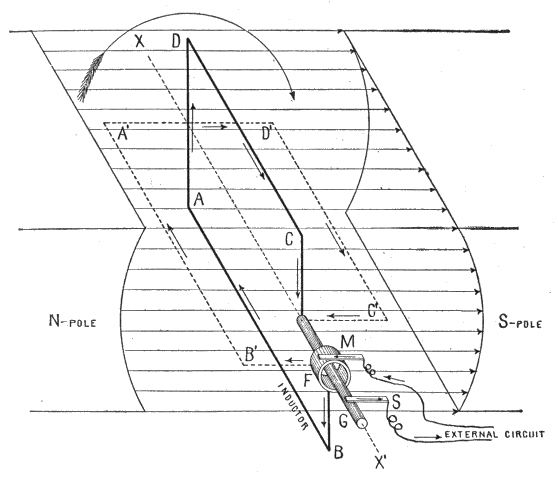 X
D
A'
D'
A
C
C'
N-POLE
S-POLE
M
B'
F
S
INDUCTOR
G
EXTERNAL CIRCUIT
B
X'